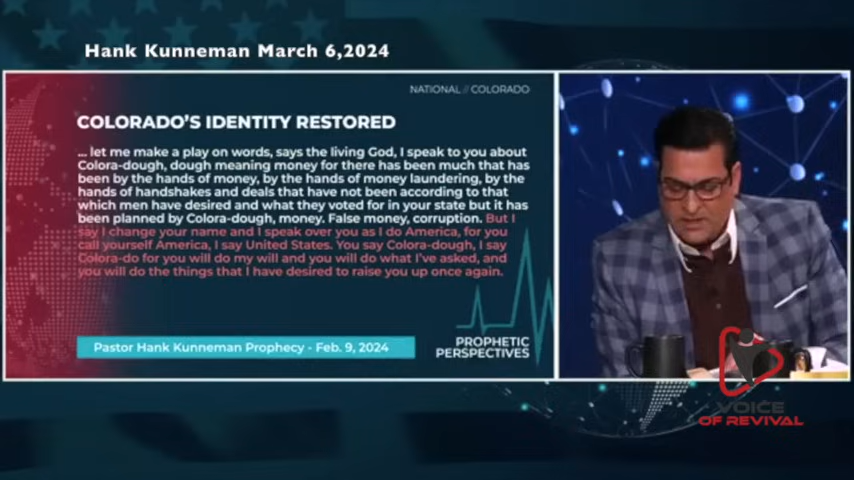 Hank Kunneman March 6,2024
NATIONAL // COLORADO
COLORADO'S IDENTITY RESTORED
... let me make a play on words, says the living God, I speak to you about
Colora-dough, dough meaning money for there has been much that has
been by the hands of money, by the hands of money laundering, by the
hands of handshakes and deals that have not been according to that
which men have desired and what they voted for in your state but it has
been planned by Colora-dough, money. False money, corruption. But I
say I change your name and I speak over you as I do America, for you
call yourself America, I say United States. You say Colora-dough, I say
Colora-do for you will do my will and you will do what I've asked, and
you will do the things that I have desired to raise you up once again.
Pastor Hank Kunneman Prophecy - Feb. 9, 2024
PROPHETIC
PERSPECTIVES
VOICE
OF REVIVAL